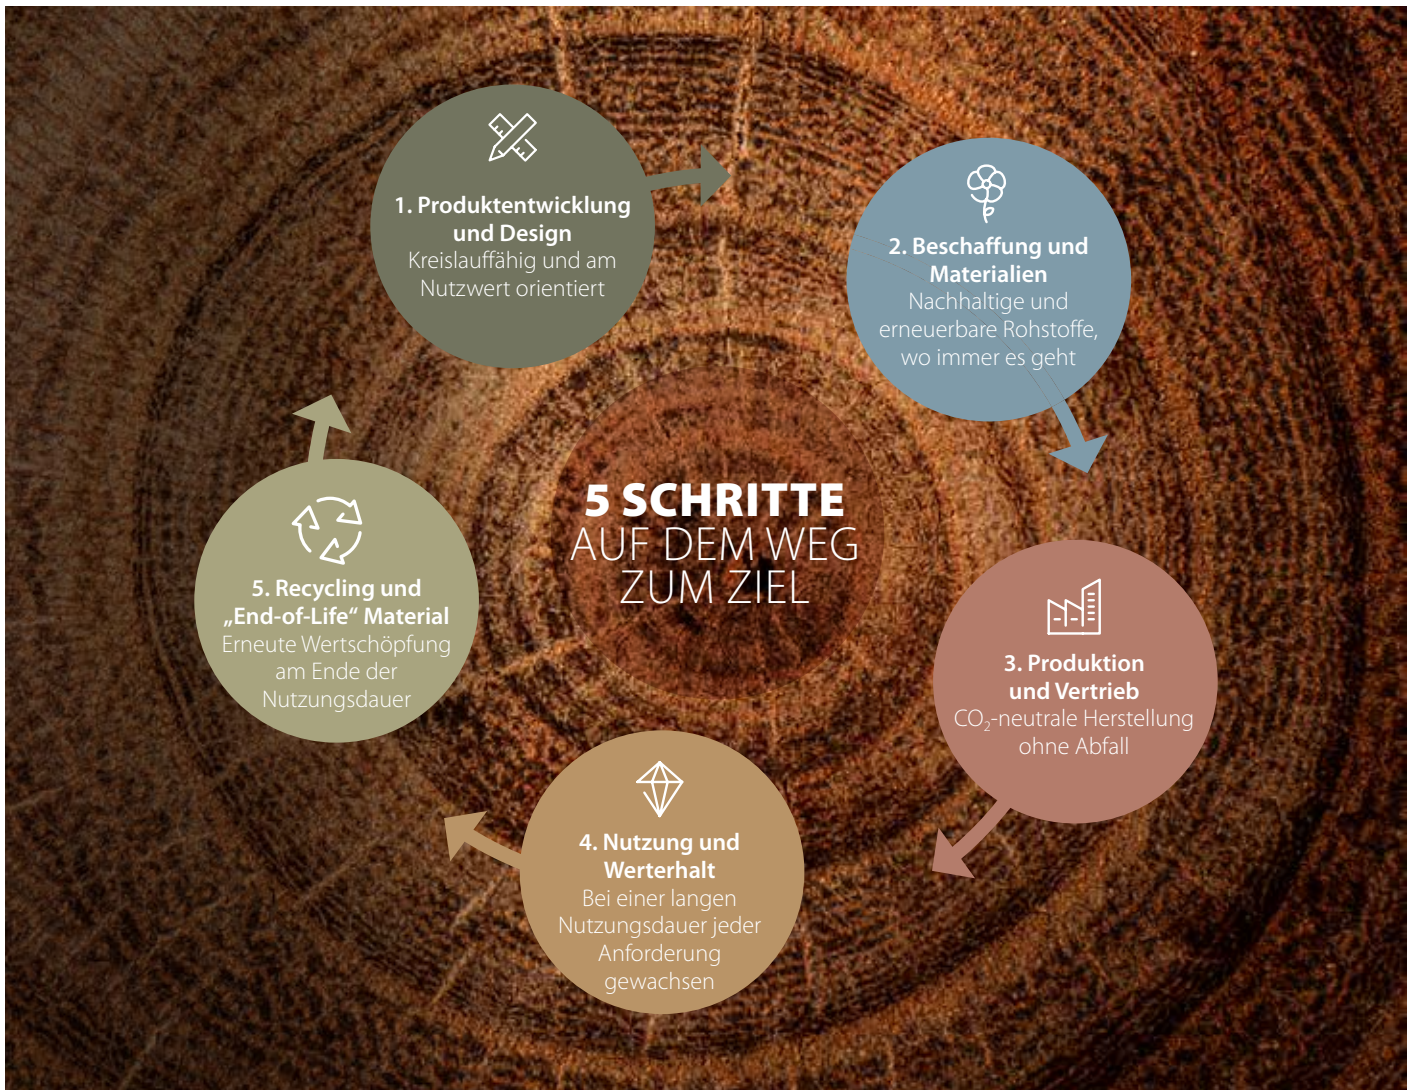 1. Produktentwicklung
und Design
Kreislauffähig und am
Nutzwert orientiert
2. Beschaffung und
Materialien
Nachhaltige und
erneuerbare Rohstoffe,
wo immer es geht
5 SCHRITTE
AUF DEM WEG
ZUM ZIEL
3. Produktion
und Vertrieb
CO₂-neutrale Herstellung
ohne Abfall
4. Nutzung und
Werterhalt
Bei einer langen
Nutzungsdauer jeder
Anforderung
gewachsen
5. Recycling und
„End-of-Life“ Material
Erneute Wertschöpfung
am Ende der
Nutzungsdauer